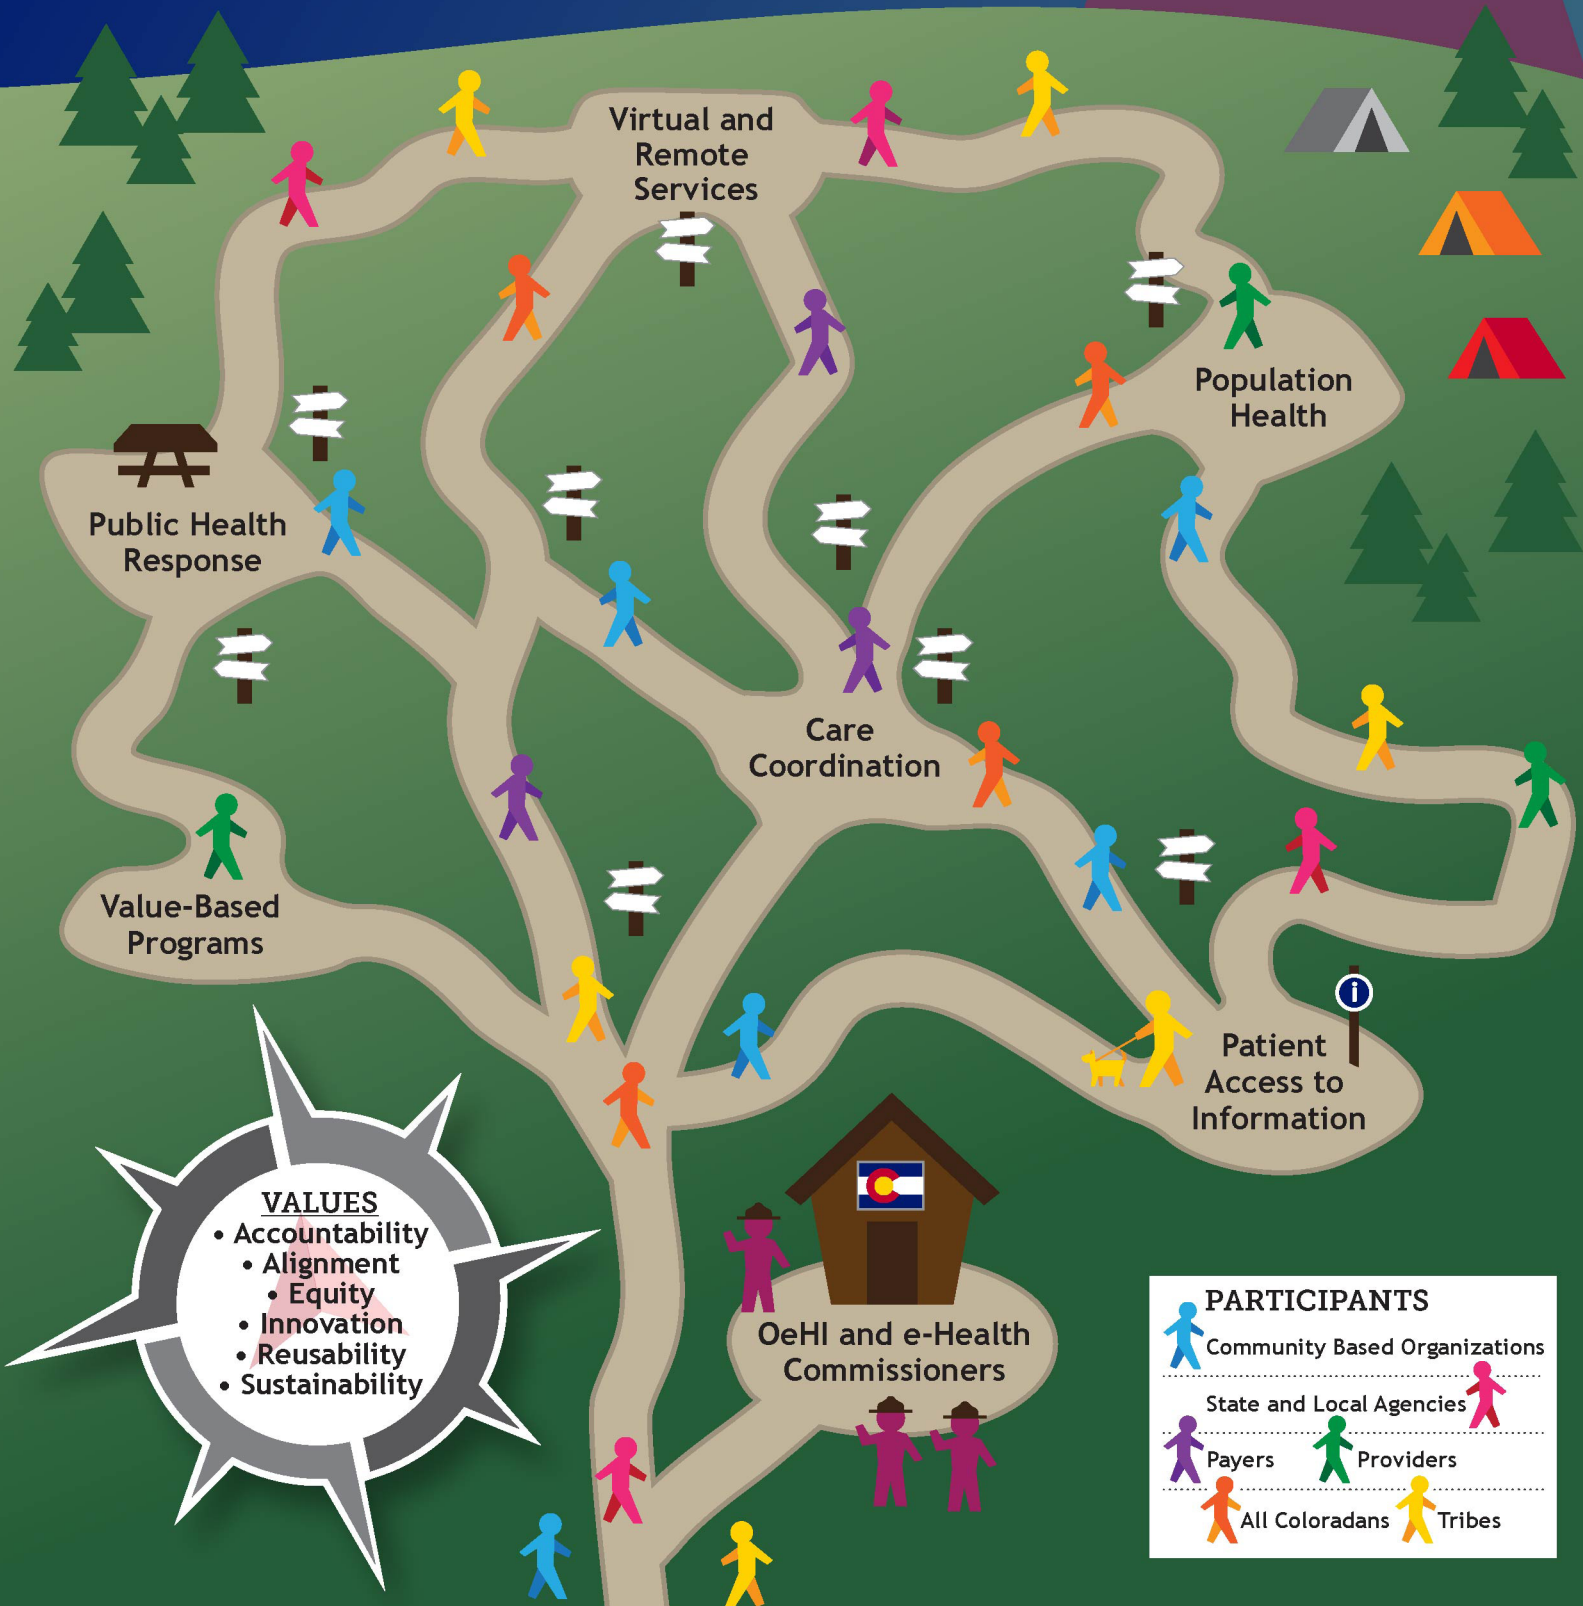 Virtual and
Remote
Services
Population
Health
Public Health
Response
Care
Coordination
Value-Based
Programs
i
Patient
Access to
Information
VALUES
• Accountability
• Alignment
• Equity
• Innovation
• Reusability
• Sustainability
OeHI and e-Health
Commissioners
PARTICIPANTS
Community Based Organizations
State and Local Agencies
Payers Providers
All Coloradans Tribes